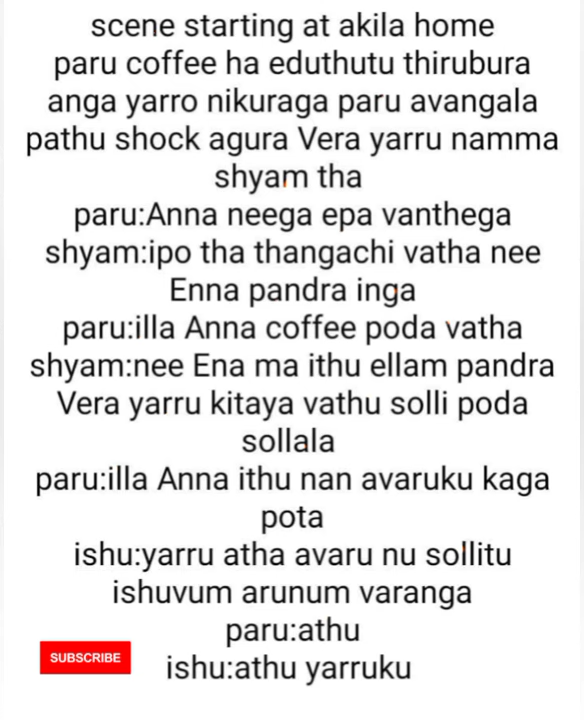 scene starting at akila home
paru coffee ha eduthutu thirubura
anga yarro nikuraga paru avangala
pathu shock agura Vera yarru namma
shyam tha
paru:Anna neega epa vanthega
shyam:ipo tha thangachi vatha nee
Enna pandra inga
paru:illa Anna coffee poda vatha
shyam:nee Ena ma ithu ellam pandra
Vera yarru kitaya vathu solli poda
sollala
paru:illa Anna ithu nan avaruku kaga
pota
ishu:yarru atha avaru nu sollitu
ishuvum arunum varanga
paru:athu
ishu:athu yarruku
SUBSCRIBE